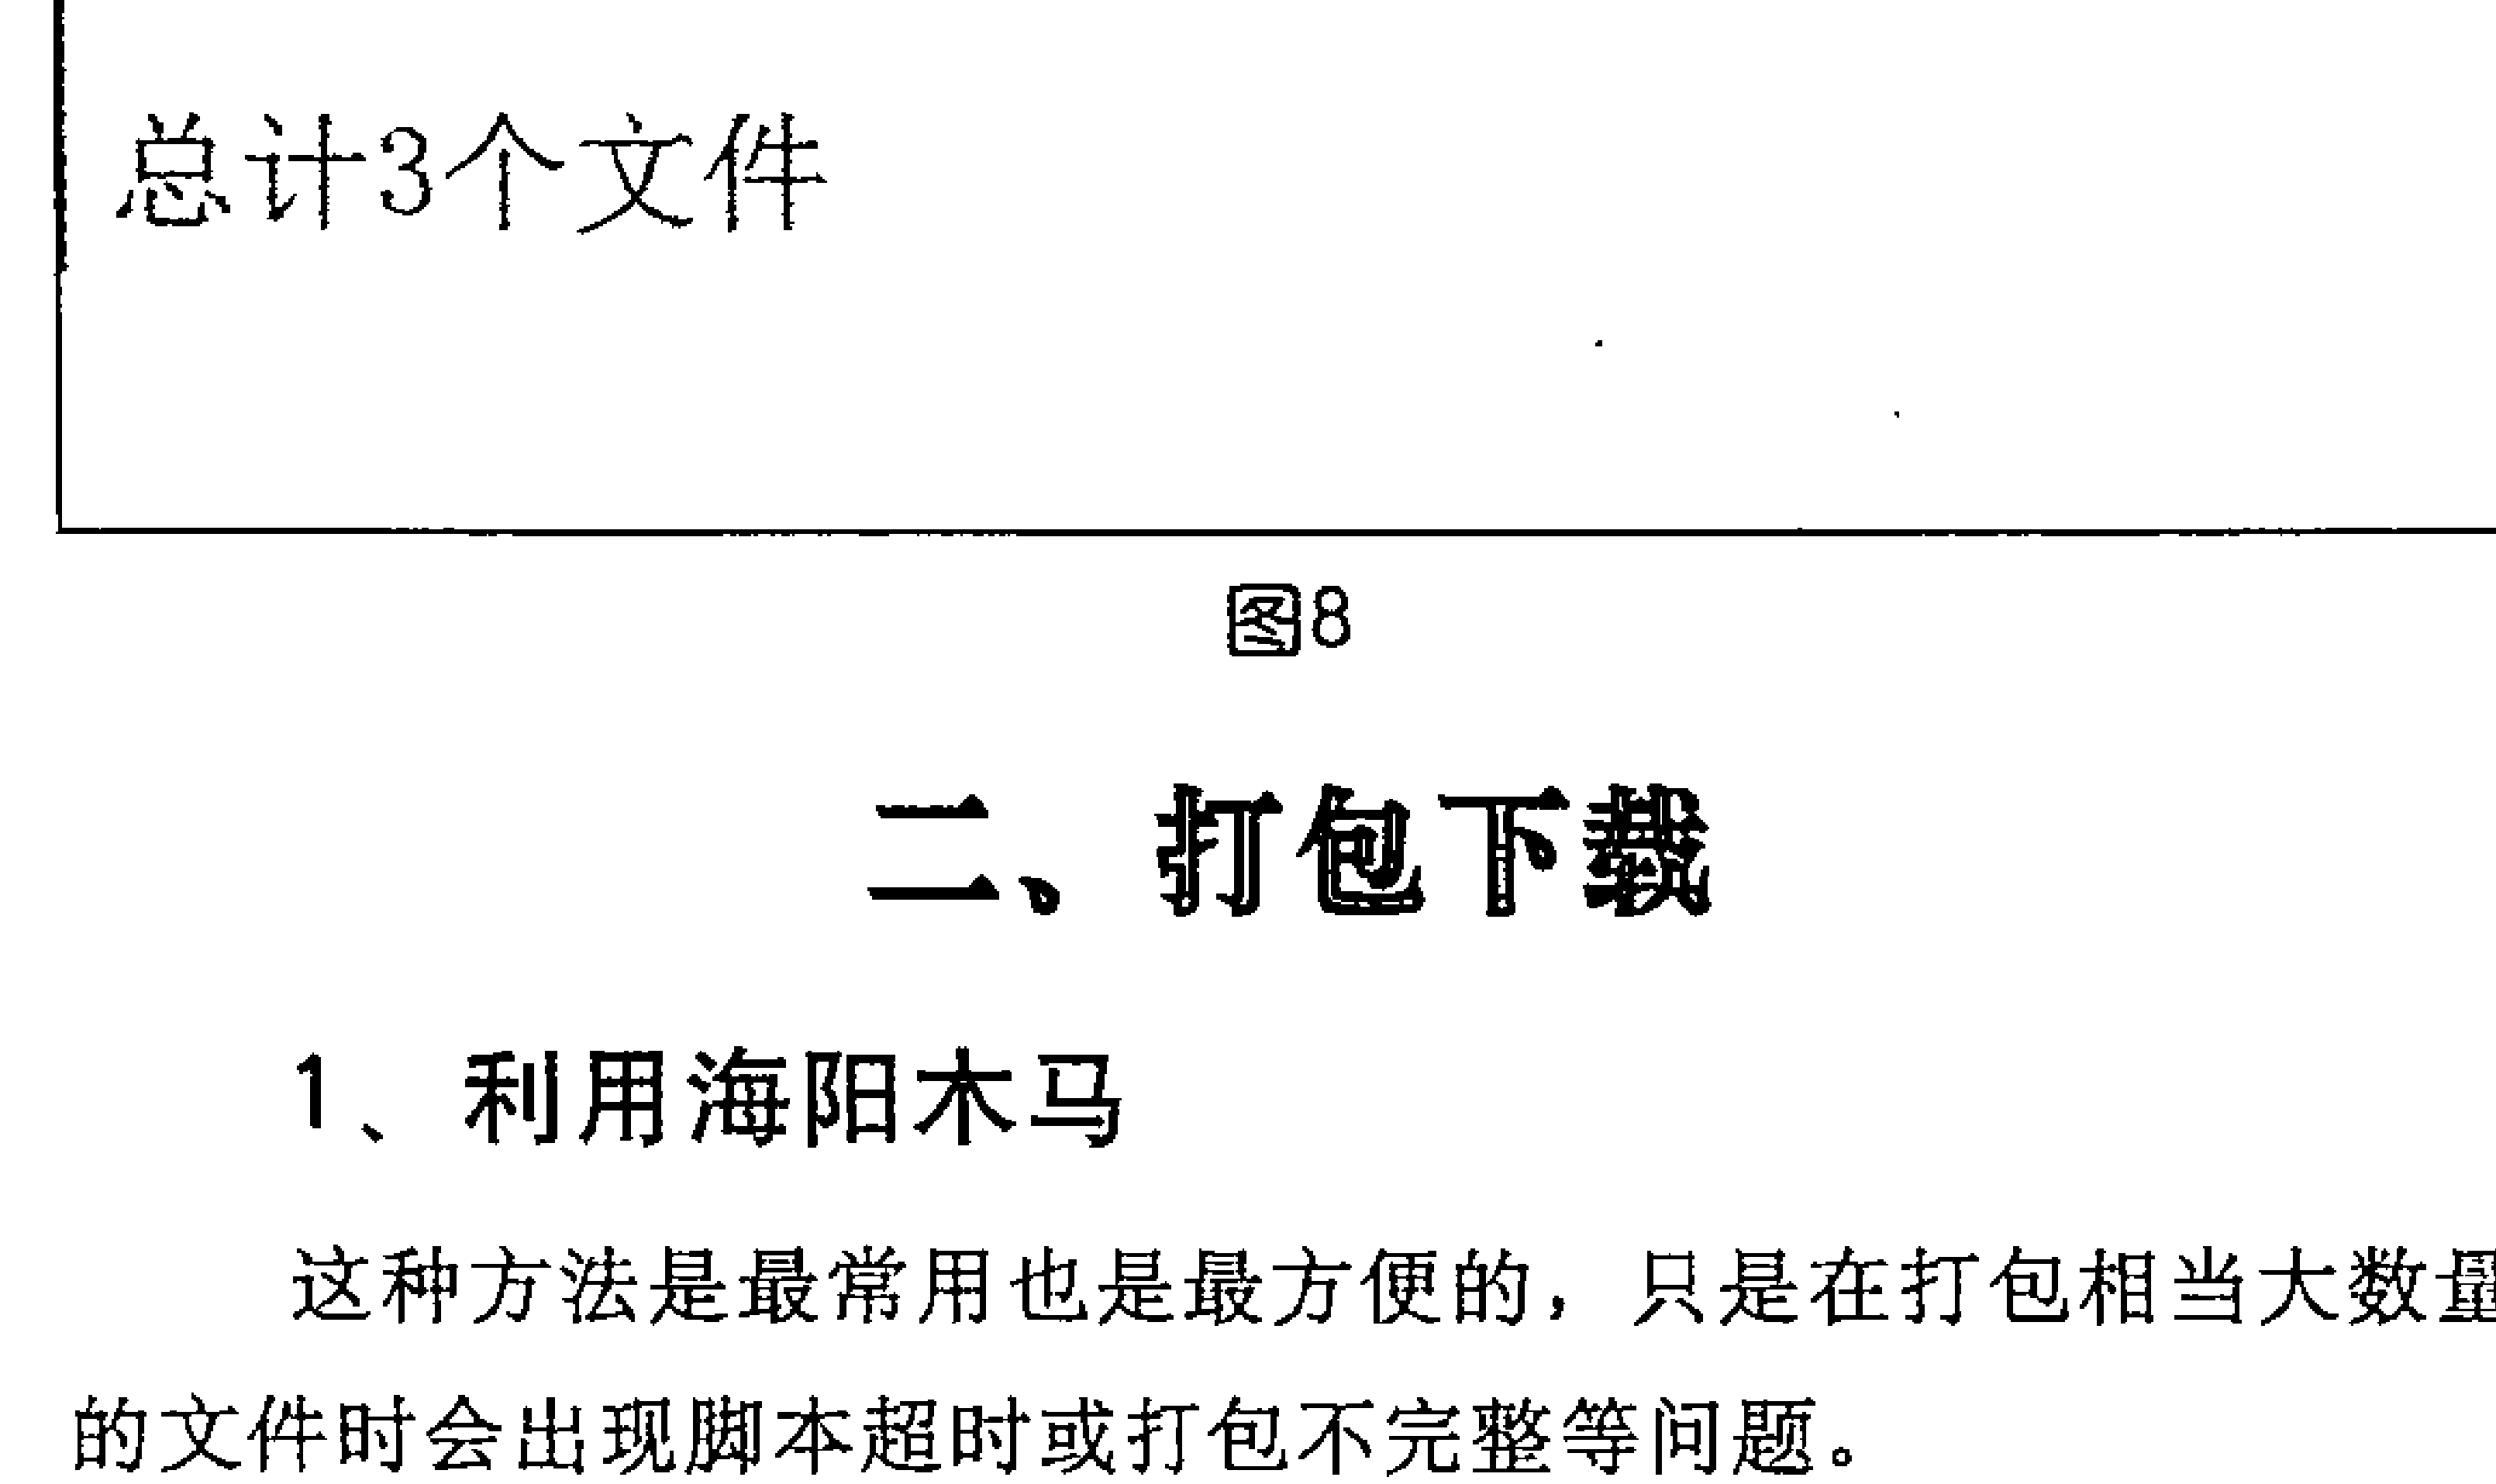 总计3个文件
图8
二、打包下载
1、利用海阳木马
这种方法是最常用也是最方便的，只是在打包相当大数量
的文件时会出现脚本超时或打包不完整等问题。